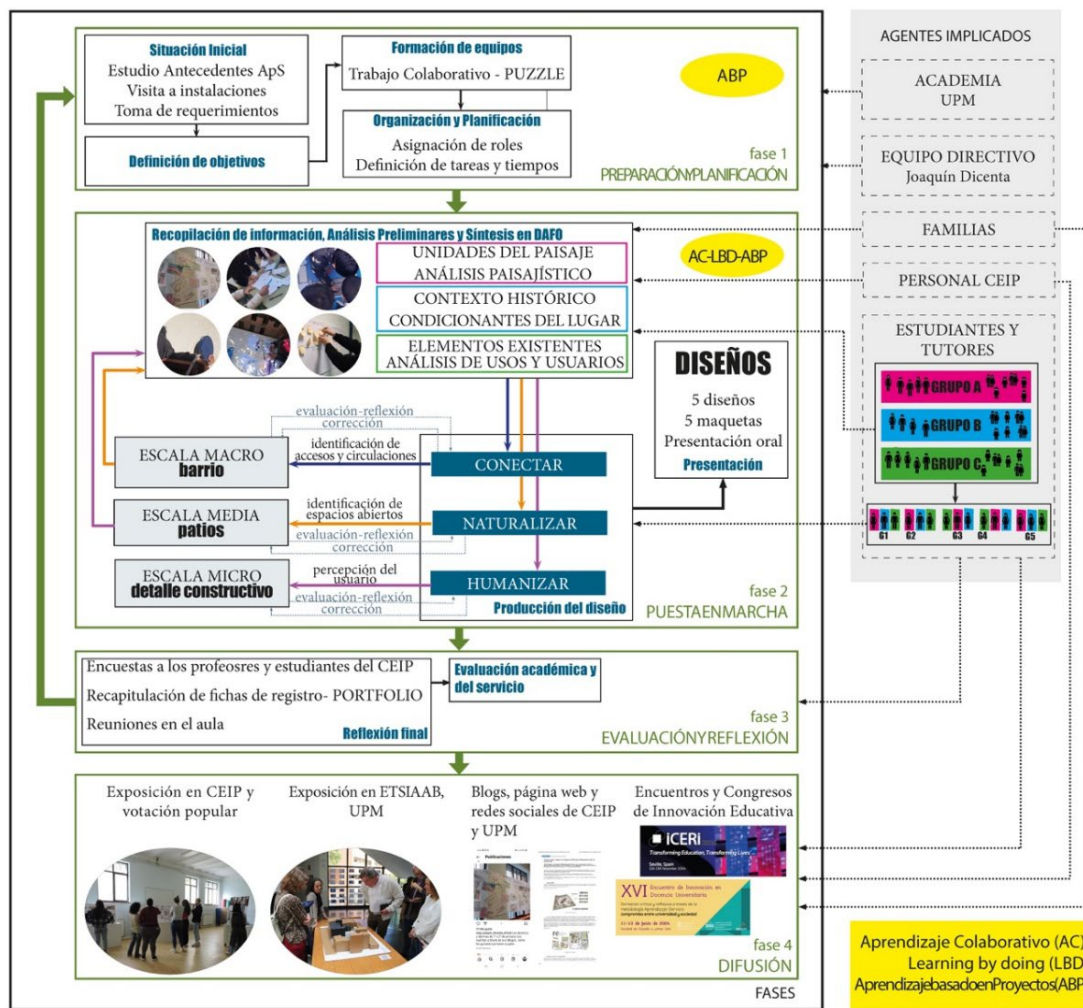 Situación Inicial
Estudio Antecedentes ApS
Visita a instalaciones
Toma de requerimientos
Definición de objetivos
Formación de equipos
Trabajo Colaborativo - PUZZLE
Organización y Planificación
Asignación de roles
Definición de tareas y tiempos
ABP
fase 1
PREPARACIÓNYPLANIFICACIÓN
Recopilación de información, Análisis Preliminares y Síntesis en DAFO
UNIDADES DEL PAISAJE
ANÁLISIS PAISAJÍSTICO
CONTEXTO HISTÓRICO
CONDICIONANTES DEL LUGAR
ELEMENTOS EXISTENTES
ANÁLISIS DE USOS Y USUARIOS
AC-LBD-ABP
DISEÑOS
5 diseños
5 maquetas
Presentación oral
Presentación
evaluación-reflexión
corrección
ESCALA MACRO
barrio
identificación de
accesos y circulaciones
CONECTAR
ESCALA MEDIA
patios
identificación de
espacios abiertos
evaluación-reflexión
corrección
NATURALIZAR
ESCALA MICRO
detalle constructivo
percepción del
usuario
evaluación-reflexión
corrección
HUMANIZAR
Producción del diseño
fase 2
PUESTAENMARCHA
Encuestas a los profeosres y estudiantes del CEIP
Recapitulación de fichas de registro- PORTFOLIO
Reuniones en el aula
Reflexión final
Evaluación académica y
del servicio
fase 3
EVALUACIÓNYREFLEXIÓN
Exposición en CEIP y
votación popular
Exposición en ETSIAAB,
UPM
Blogs, página web y
redes sociales de CEIP
y UPM
Publicaciones
Encuentros y Congresos
de Innovación Educativa
iCERi
Transforming Education, Transforming Lives
Seville, Spain
XVI
Encuentro de Innovación en
Docencia Universitaria
compromiso entre universidad y sociedad
fase 4
DIFUSIÓN
FASES
AGENTES IMPLICADOS
ACADEMIA
UPM
EQUIPO DIRECTIVO
Joaquín Dicenta
FAMILIAS
PERSONAL CEIP
ESTUDIANTES Y
TUTORES
GRUPO A
GRUPO B
GRUPO C
G1
G2
G3
G4
G5
Aprendizaje Colaborativo (AC)
Learning by doing (LBD
AprendizajebasadoenProyectos(ABP